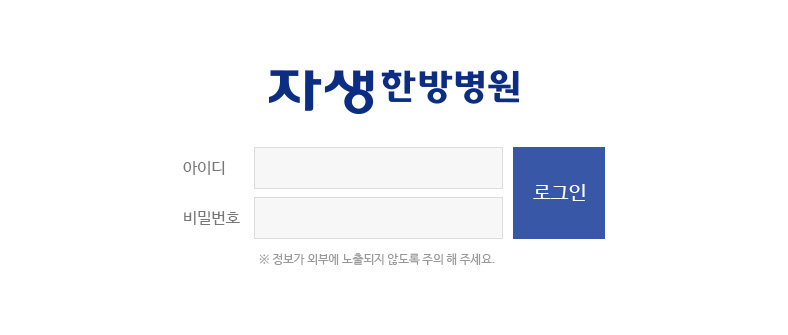 자생한방병원
아이디
비밀번호
로그인
※ 정보가 외부에 노출되지 않도록 주의 해 주세요.